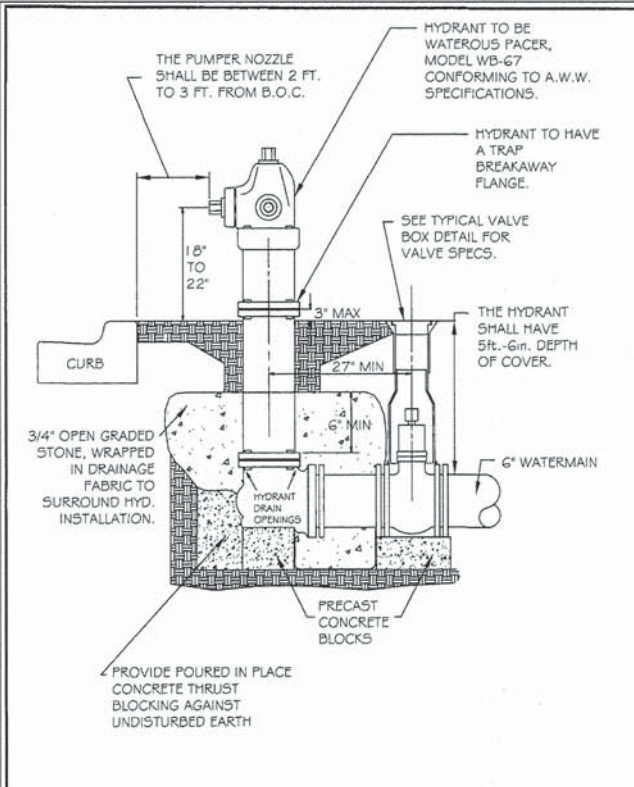 HYDRANT TO BE
WATEROUS PACER,
MODEL WB-67
CONFORMING TO A.W.W.
SPECIFICATIONS.
THE PUMPER NOZZLE
SHALL BE BETWEEN 2 FT.
TO 3 FT. FROM B.O.C.
HYDRANT TO HAVE
A TRAP
BREAKAWAY
FLANGE.
SEE TYPICAL VALVE
BOX DETAIL FOR
VALVE SPECS.
18"
TO
22"
3" MAX
THE HYDRANT
SHALL HAVE
5ft.-6in. DEPTH
OF COVER.
CURB
27" MIN
6" MIN
3/4" OPEN GRADED
STONE, WRAPPED
IN DRAINAGE
FABRIC TO
SURROUND HYD.
INSTALLATION.
6" WATERMAIN
HYDRANT
DRAIN
OPENINGS
PRECAST
CONCRETE
BLOCKS
PROVIDE POURED IN PLACE
CONCRETE THRUST
BLOCKING AGAINST
UNDISTURBED EARTH